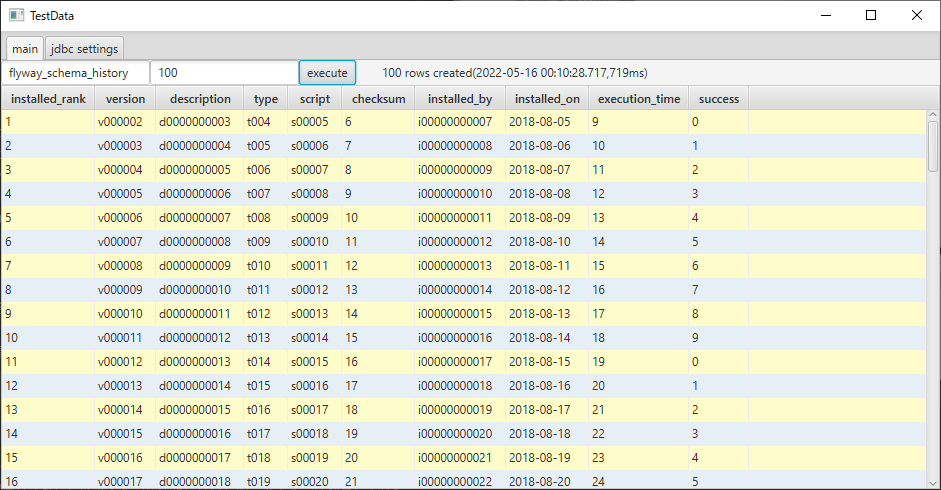 TestData
main jdbc settings
flyway_schema_history 100 execute 100 rows created(2022-05-16 00:10:28.717,719ms)
installed_rank version description type script checksum installed_by installed_on execution_time success
1 v000002 d0000000003 t004 s00005 6 i00000000007 2018-08-05 9 0
2 v000003 d0000000004 t005 s00006 7 i00000000008 2018-08-06 10 1
3 v000004 d0000000005 t006 s00007 8 i00000000009 2018-08-07 11 2
4 v000005 d0000000006 t007 s00008 9 i00000000010 2018-08-08 12 3
5 v000006 d0000000007 t008 s00009 10 i00000000011 2018-08-09 13 4
6 v000007 d0000000008 t009 s00010 11 i00000000012 2018-08-10 14 5
7 v000008 d0000000009 t010 s00011 12 i00000000013 2018-08-11 15 6
8 v000009 d0000000010 t011 s00012 13 i00000000014 2018-08-12 16 7
9 v000010 d0000000011 t012 s00013 14 i00000000015 2018-08-13 17 8
10 v000011 d0000000012 t013 s00014 15 i00000000016 2018-08-14 18 9
11 v000012 d0000000013 t014 s00015 16 i00000000017 2018-08-15 19 0
12 v000013 d0000000014 t015 s00016 17 i00000000018 2018-08-16 20 1
13 v000014 d0000000015 t016 s00017 18 i00000000019 2018-08-17 21 2
14 v000015 d0000000016 t017 s00018 19 i00000000020 2018-08-18 22 3
15 v000016 d0000000017 t018 s00019 20 i00000000021 2018-08-19 23 4
16 v000017 d0000000018 t019 s00020 21 i00000000022 2018-08-20 24 5